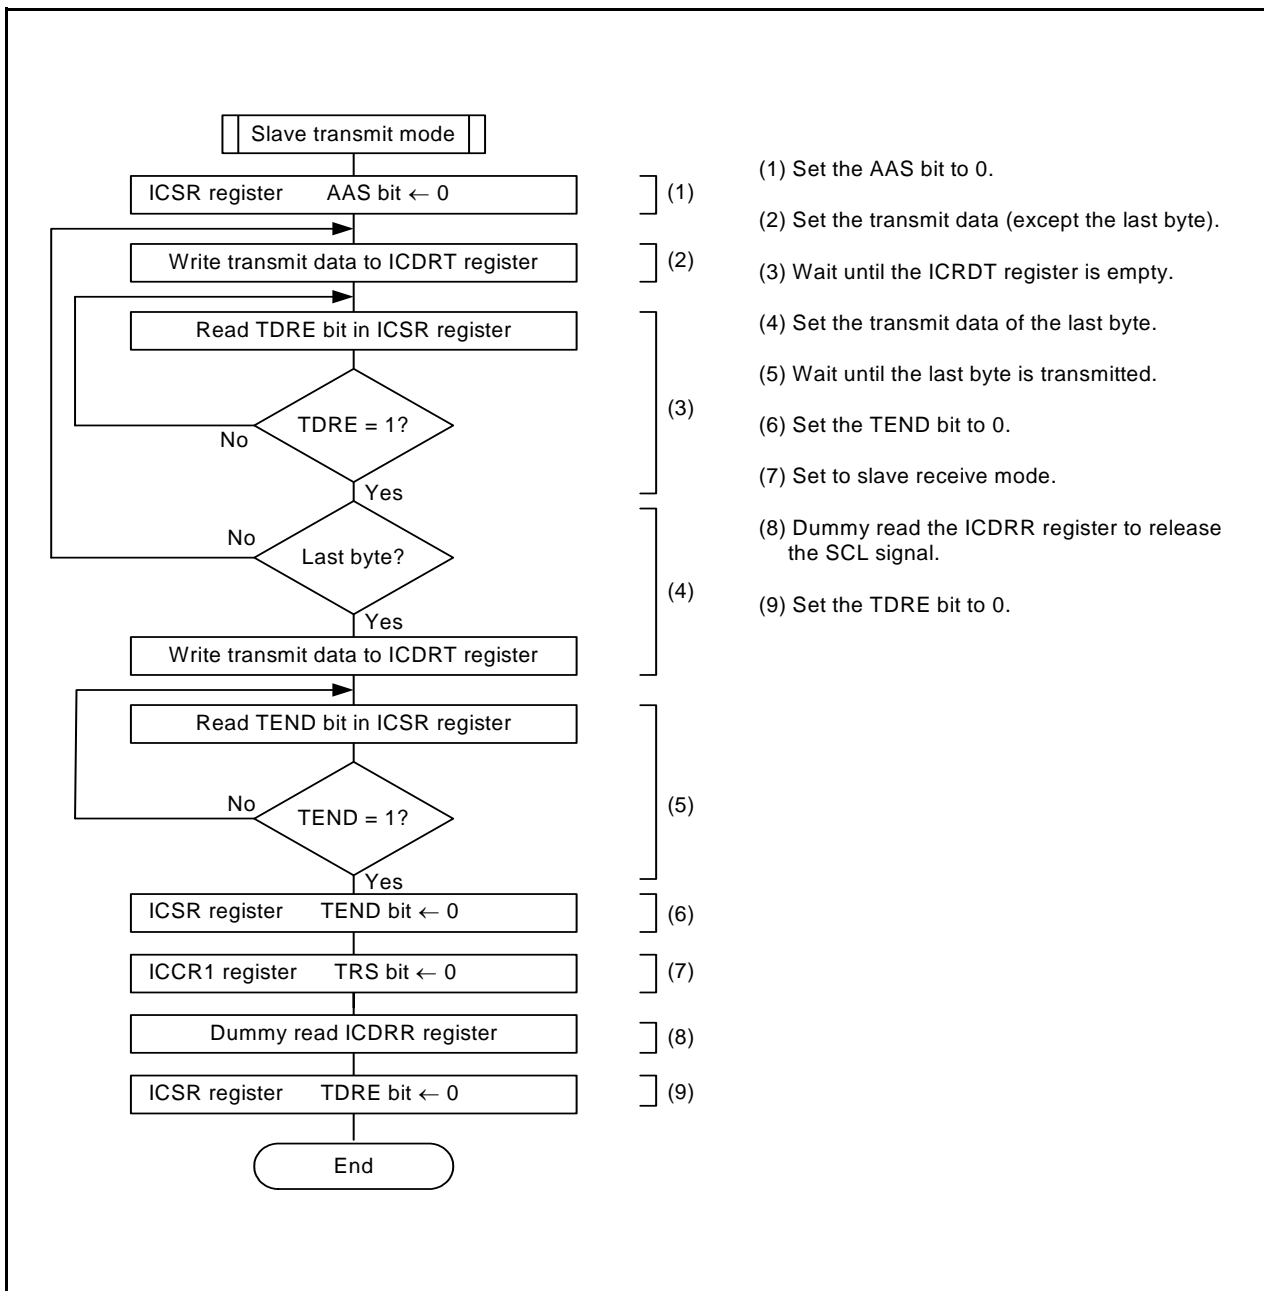 Slave transmit mode
ICSR register AAS bit ← 0
(1)
Write transmit data to ICDRT register
(2)
Read TDRE bit in ICSR register
TDRE = 1?
No
Yes
(3)
Last byte?
No
Yes
Write transmit data to ICDRT register
(4)
Read TEND bit in ICSR register
TEND = 1?
No
Yes
(5)
ICSR register TEND bit ← 0
(6)
ICCR1 register TRS bit ← 0
(7)
Dummy read ICDRR register
(8)
ICSR register TDRE bit ← 0
(9)
End
(1) Set the AAS bit to 0.
(2) Set the transmit data (except the last byte).
(3) Wait until the ICRDT register is empty.
(4) Set the transmit data of the last byte.
(5) Wait until the last byte is transmitted.
(6) Set the TEND bit to 0.
(7) Set to slave receive mode.
(8) Dummy read the ICDRR register to release
the SCL signal.
(9) Set the TDRE bit to 0.